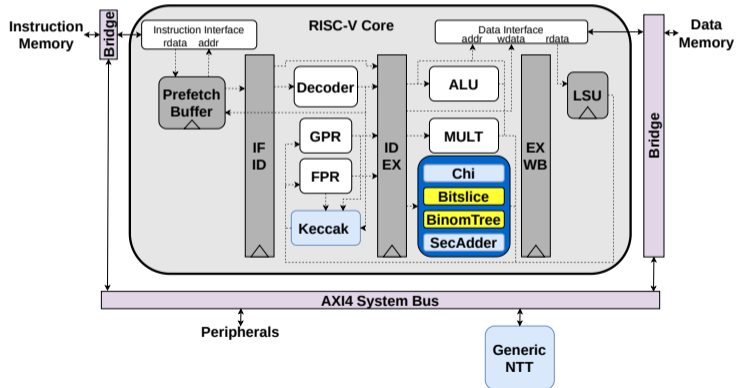 RISC-V Core
Instruction
Memory
Bridge
Instruction Interface
rdata addr
Data Interface
addr wdata rdata
Data
Memory
Prefetch
Buffer
IF
ID
Decoder
GPR
FPR
Keccak
ID
EX
ALU
MULT
Chi
Bitslice
BinomTree
SecAdder
EX
WB
LSU
Bridge
AXI4 System Bus
Peripherals
Generic
NTT